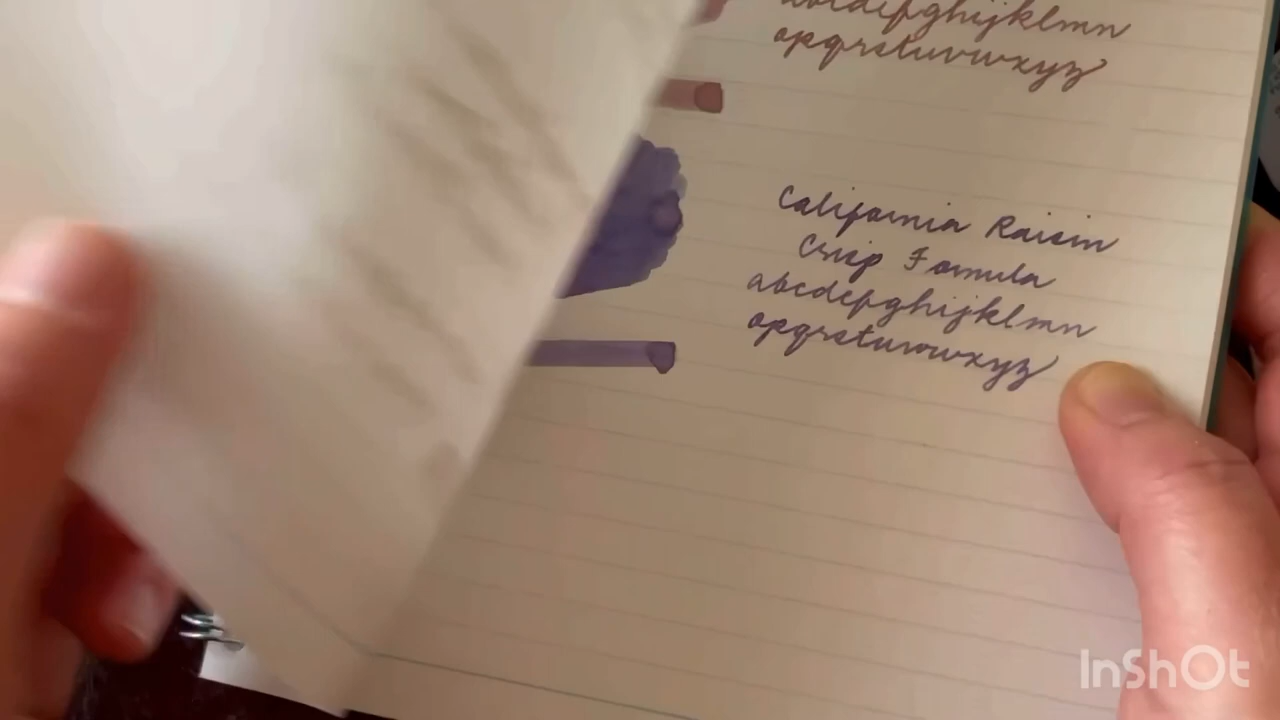 abcdefghijklmn
opqrstuvwxyz
California Raisin
Crisp Formula
abcdefghijklmn
opqrstuvwxyz
InShOt